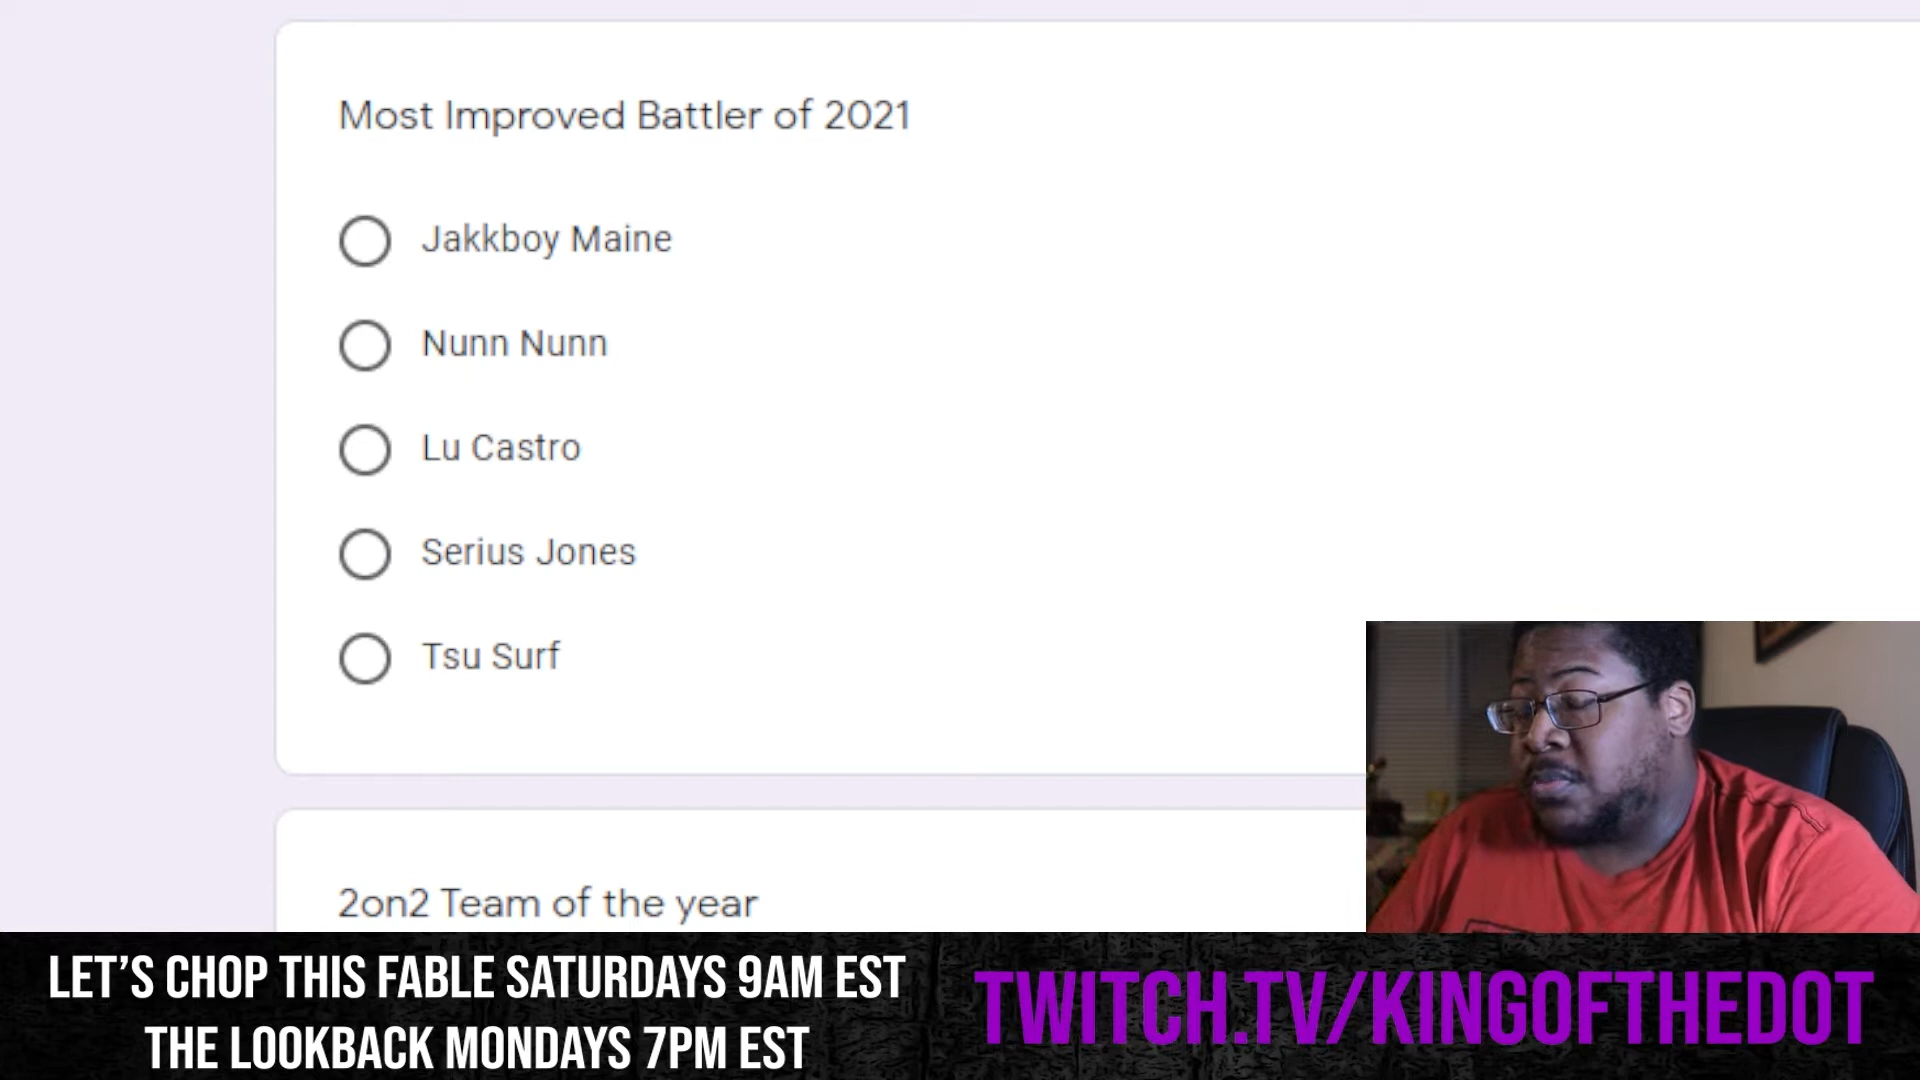 Most Improved Battler of 2021
Jakkboy Maine
Nunn Nunn
Lu Castro
Serius Jones
Tsu Surf
2on2 Team of the year
LET’S CHOP THIS FABLE SATURDAYS 9AM EST
THE LOOKBACK MONDAYS 7PM EST
TWITCH.TV/KINGOFTHEDOT